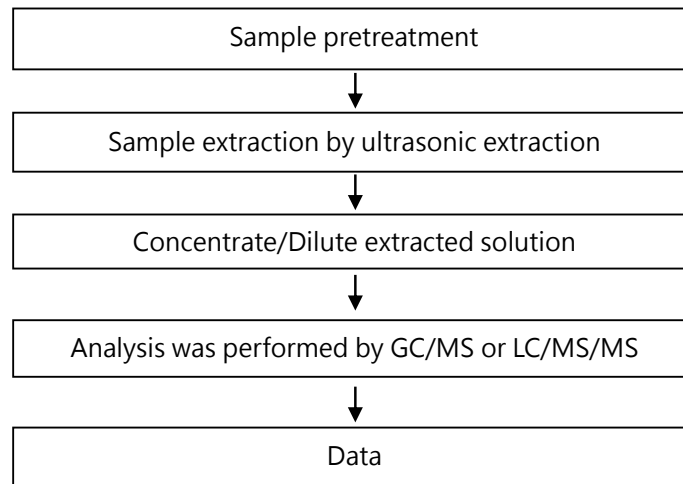 Sample pretreatment
Sample extraction by ultrasonic extraction
Concentrate/Dilute extracted solution
Analysis was performed by GC/MS or LC/MS/MS
Data